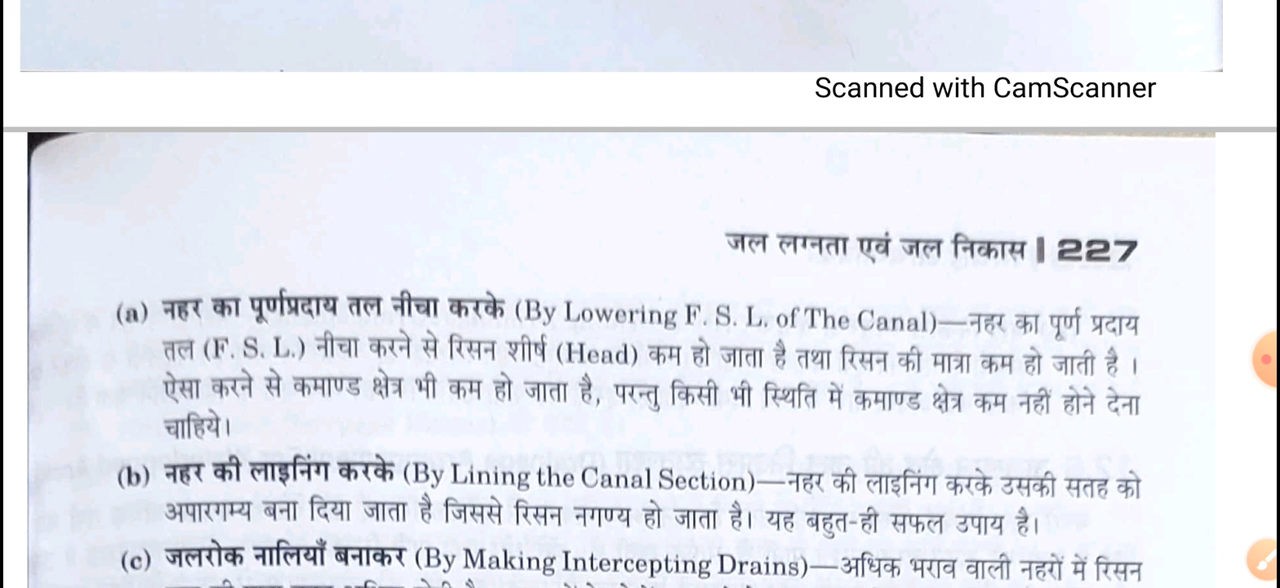 Scanned with CamScanner
जल लग्नता एवं जल निकास | 227
(a) नहर का पूर्णप्रदाय तल नीचा करके (By Lowering F. S. L. of The Canal)—नहर का पूर्ण प्रदाय
तल (F. S. L.) नीचा करने से रिसन शीर्ष (Head) कम हो जाता है तथा रिसन की मात्रा कम हो जाती है ।
ऐसा करने से कमाण्ड क्षेत्र भी कम हो जाता है, परन्तु किसी भी स्थिति में कमाण्ड क्षेत्र कम नहीं होने देना
चाहिये।
(b) नहर की लाइनिंग करके (By Lining the Canal Section)—नहर की लाइनिंग करके उसकी सतह को
अपारगम्य बना दिया जाता है जिससे रिसन नगण्य हो जाता है। यह बहुत-ही सफल उपाय है।
(c) जलरोक नालियाँ बनाकर (By Making Intercepting Drains)—अधिक भराव वाली नहरों में रिसन